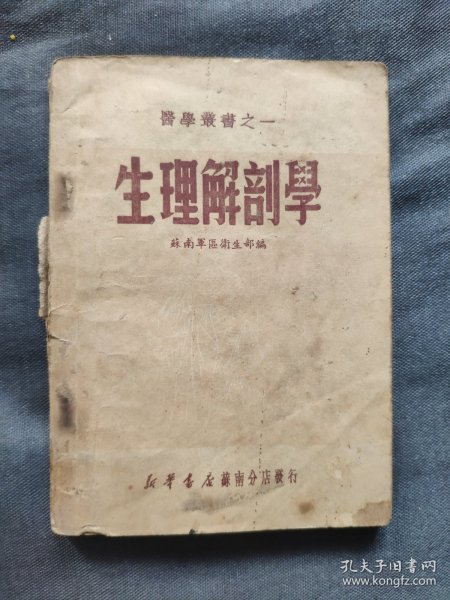 醫學叢書之一
生理解剖學
蘇南軍區衛生部編
新華書店蘇南分店發行
孔夫子旧书网
www.kongfz.com